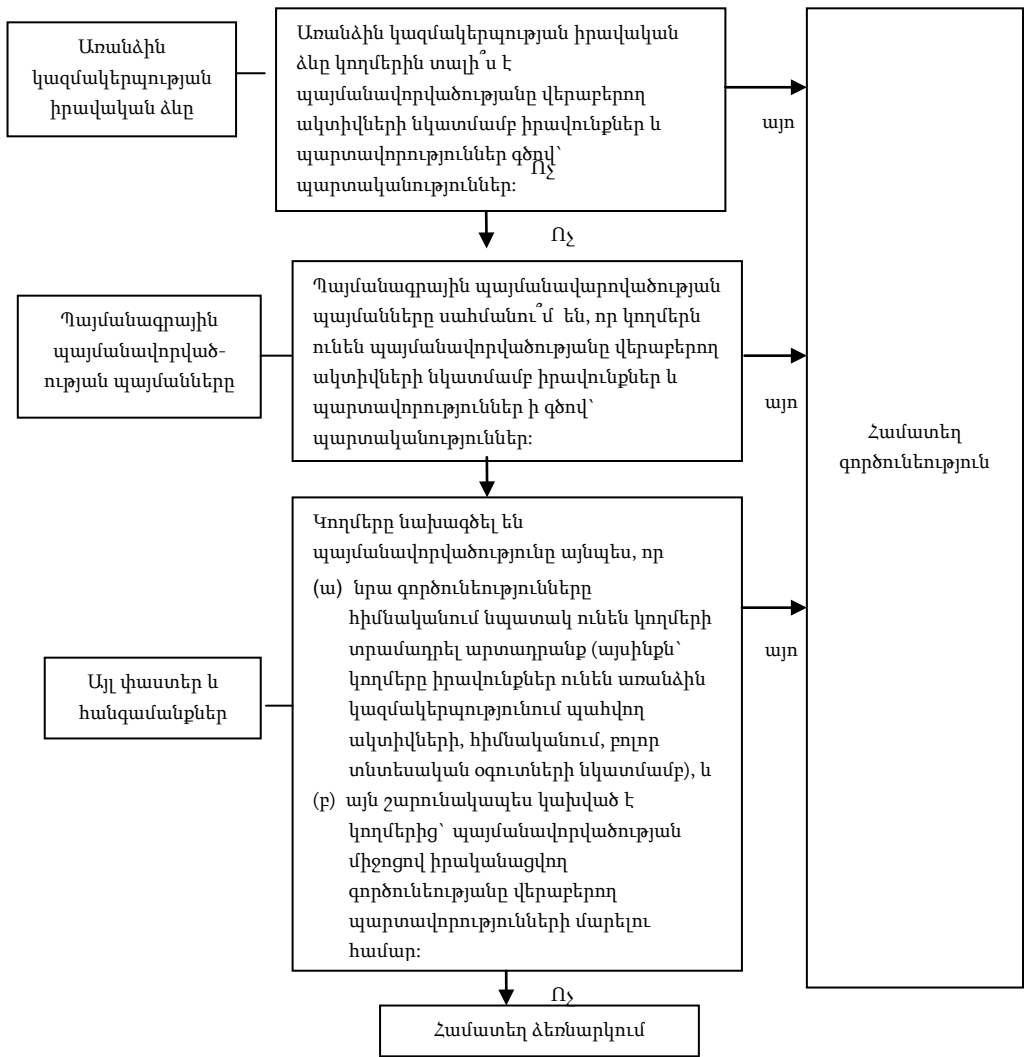 Առանձին
կազմակերպության
իրավական ձևը
Առանձին կազմակերպության իրավական
ձևը կողմերին տալի՞ս է
պայմանավորվածությանը վերաբերող
ակտիվների նկատմամբ իրավունքներ և
պարտավորություններ գծով՝
Ոչ
պարտականություններ:
այո
Ոչ
Պայմանագրային
պայմանավորված-
ության պայմանները
Պայմանագրային պայմանավարովածության
պայմանները սահմանու՞մ են, որ կողմերն
ունեն պայմանավորվածությանը վերաբերող
ակտիվների նկատմամբ իրավունքներ և
պարտավորություններ ի գծով՝
պարտականություններ:
այո
Համատեղ
գործունեություն
Այլ փաստեր և
հանգամանքներ
Կողմերը նախագծել են
պայմանավորվածությունը այնպես, որ
(ա) նրա գործունեությունները
հիմնականում նպատակ ունեն կողմերի
տրամադրել արտադրանք (այսինքն՝
կողմերը իրավունքներ ունեն առանձին
կազմակերպությունում պահվող
ակտիվների, հիմնականում, բոլոր
տնտեսական օգուտների նկատմամբ), և
(բ) այն շարունակապես կախված է
կողմերից՝ պայմանավորվածության
միջոցով իրականացվող
գործունեությանը վերաբերող
պարտավորությունների մարելու
համար:
այո
Ոչ
Համատեղ ձեռնարկում